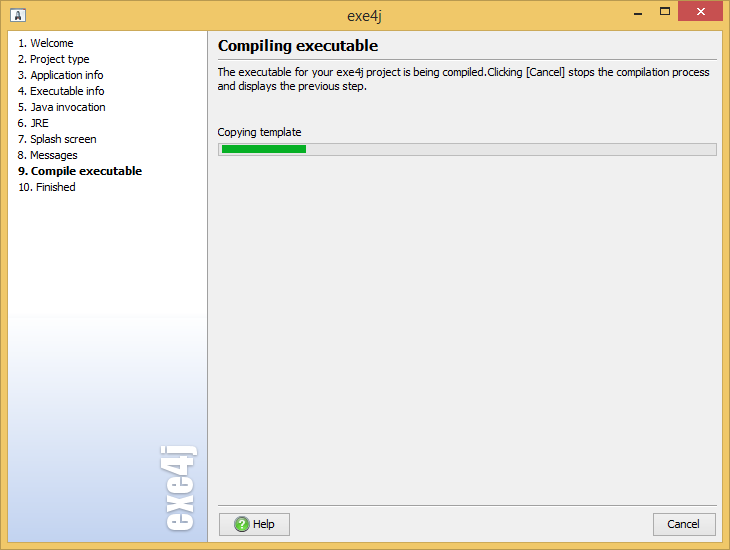 exe4j
1. Welcome
2. Project type
3. Application info
4. Executable info
5. Java invocation
6. JRE
7. Splash screen
8. Messages
9. Compile executable
10. Finished
exe4j
Compiling executable
The executable for your exe4j project is being compiled.Clicking [Cancel] stops the compilation process
and displays the previous step.
Copying template
Help
Cancel